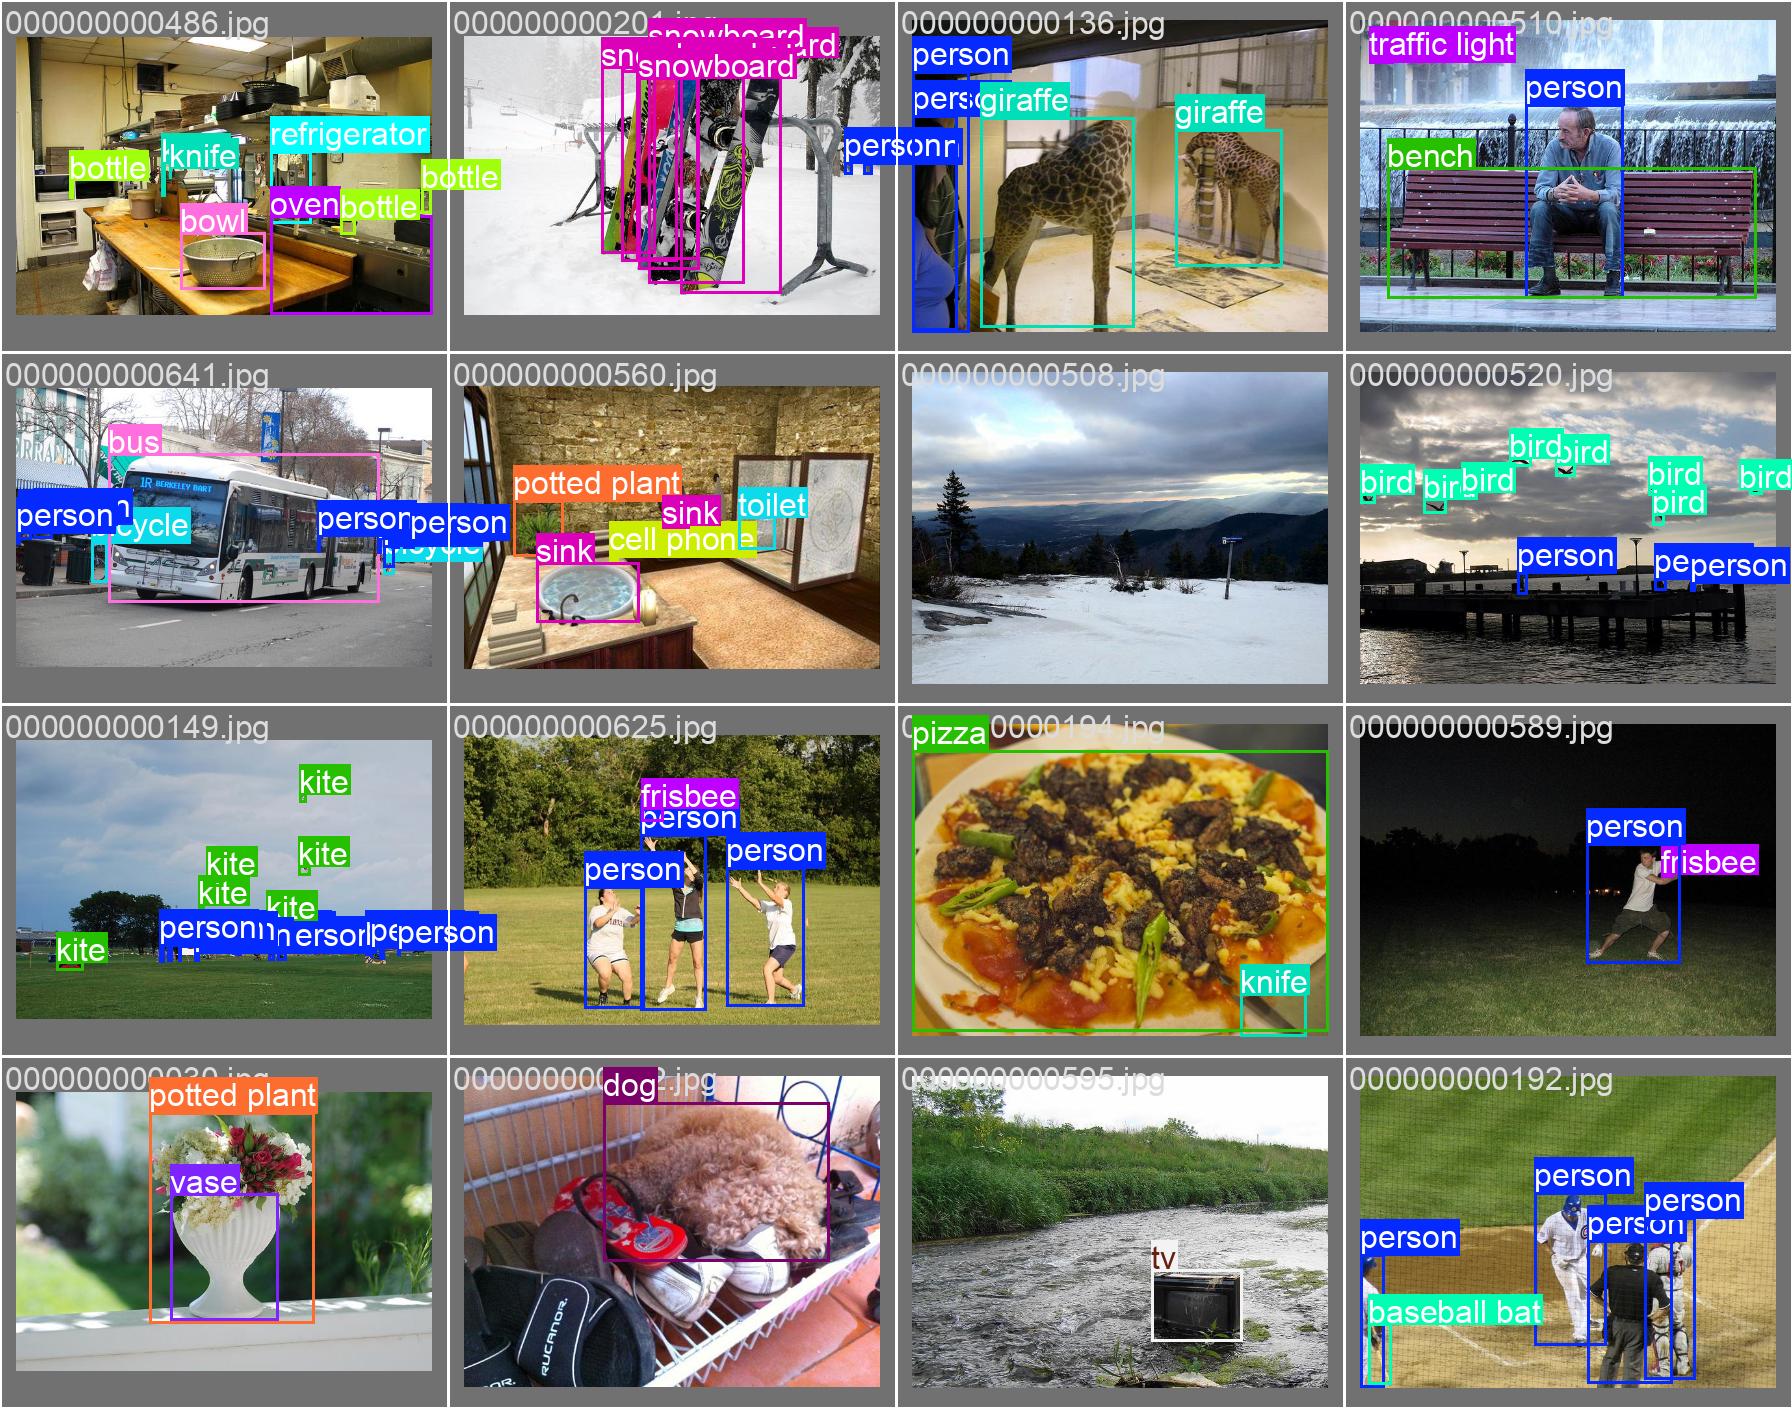 000000000486.jpg
refrigerator
knife
bottle
bottle
oven
bottle
bowl
snowboard
snowboard
person
000000000136.jpg
person
giraffe
giraffe
traffic light
person
bench
000000000641.jpg
bus
1R BERKELEY BART
person
person
person
000000000560.jpg
potted plant
sink
toilet
cell phone
sink
000000000508.jpg
000000000520.jpg
bird
bird
bird
bird
bird
bird
bird
person
person
000000000149.jpg
kite
kite
kite
kite
kite
person
person
kite
000000000625.jpg
frisbee
person
person
person
pizza
knife
000000000589.jpg
person
frisbee
potted plant
vase
dog
RUCANOR.
000000000595.jpg
tv
000000000192.jpg
person
person
person
person
baseball bat